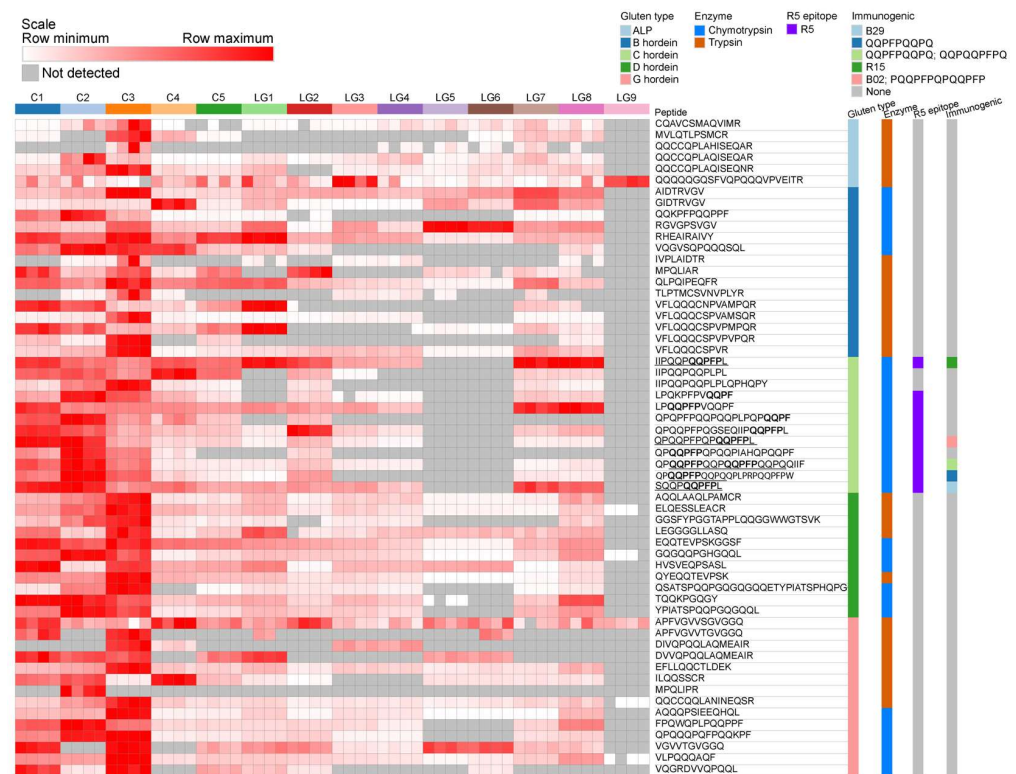 Scale
Row minimum Row maximum
Not detected
Gluten type
ALP
B hordein
C hordein
D hordein
G hordein
Enzyme
Chymotrypsin
Trypsin
R5 epitope
R5
Immunogenic
B29
QQPFPQQPQ
QQPFPQQPQ; QQPQQPFPQ
R15
B02; PQQPFPQPQQPFP
None
C1 C2 C3 C4 C5 LG1 LG2 LG3 LG4 LG5 LG6 LG7 LG8 LG9
Peptide Gluten type Enzyme R5 epitope Immunogenic
CQAVCSMAQVIMR
MVLQTLPSMCR
QQCCQPLAHISEQAR
QQCCQPLAQISEQAR
QQCCQPLAQISEQNR
QQQQQGQSFVQPQQQVPVEITR
AIDTRVGV
GIDTRVGV
QQKPFPQQPPF
RGVGPSVGV
RHEAIRAIVY
VQGVSQPQQQSQL
IVPLAIDTR
MPQLIAR
QLPQIPEQFR
TLPTMCSVNVPLYR
VFLQQQCNPVAMPQR
VFLQQQCSPVAMSQR
VFLQQQCSPVPMPQR
VFLQQQCSPVPVPQR
VFLQQQCSPVR
IIPQQPQQPFPL
IIPQQPQQPLPL
IIPQQPQQPLPLQPHQPY
LPQKPFPVQQPF
LPQQPFPVQQPF
QPQPFPQQPQQPLPQPQQPF
QPQQPFPQGSEQIIPQQPFPL
QPQQPFPQPQQPFPL
QPQQPFPQPQQPIAHQPQQPF
QPQQPFPQQPQQPFPQQPQQIIF
QPQQPFPQQPQQPLPRPQQPFPW
SQQPQQPFPL
AQQLAAQLPAMCR
ELQESSLEACR
GGSFYPGGTAPPLQQGGWWGTSVK
LEGGGGLLASQ
EQQTEVPSKGGSF
GQGQQPGHGQQL
HVSVEQPSASL
QYEQQTEVPSK
QSATSPQQPGQGQQGQQETYPIATSPHQPG
TQQKPGQGY
YPIATSPQQPGQGQQL
APFVGVVSGVGGQ
APFVGVVTGVGGQ
DIVQPQQLAQMEAIR
DVVQPQQLAQMEAIR
EFLLQQCTLDEK
ILQQSSCR
MPQLIPR
QQCCQQLANINEQSR
AQQQPSIEEQHQL
FPQWQPLPQQPPF
QPQQQPQFPQQKPF
VGVVTGVGGQ
VLPQQQAQF
VQGRDVVQPQQL